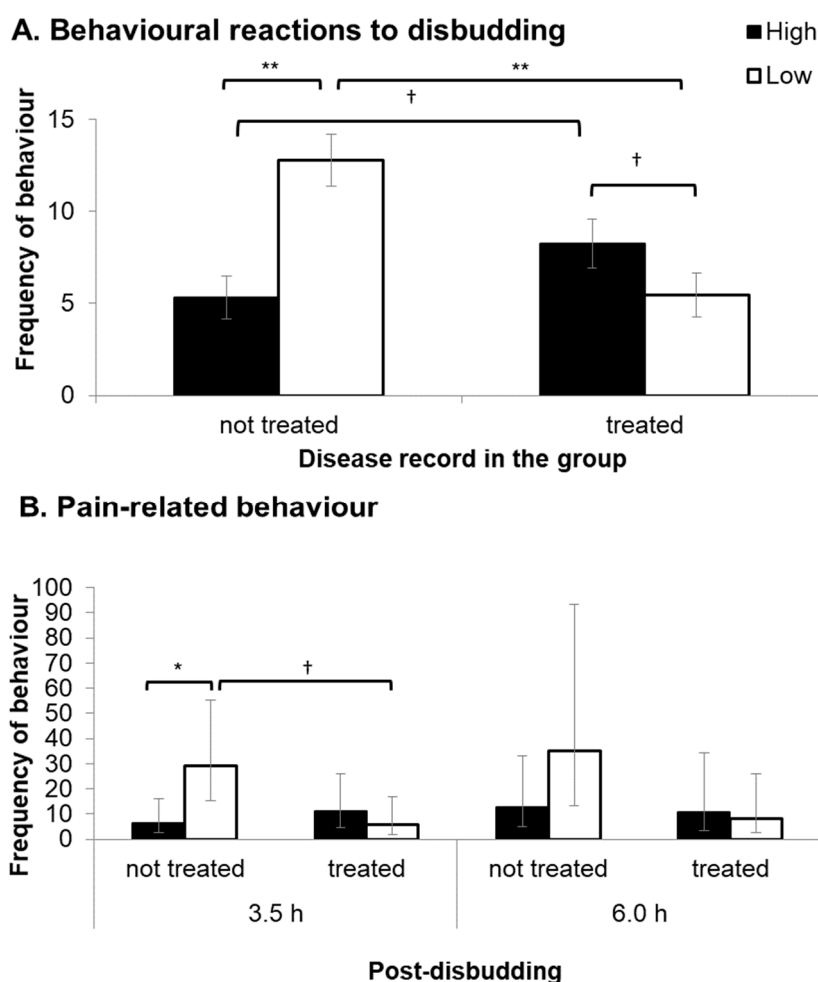 A. Behavioural reactions to disbudding
High
Low
** **
†
†
Frequency of behaviour
15
10
5
0
not treated treated
Disease record in the group
B. Pain-related behaviour
Frequency of behaviour
100
90
80
70
60
50
40
30
20
10
0
* †
not treated treated not treated treated
3.5 h 6.0 h
Post-disbudding